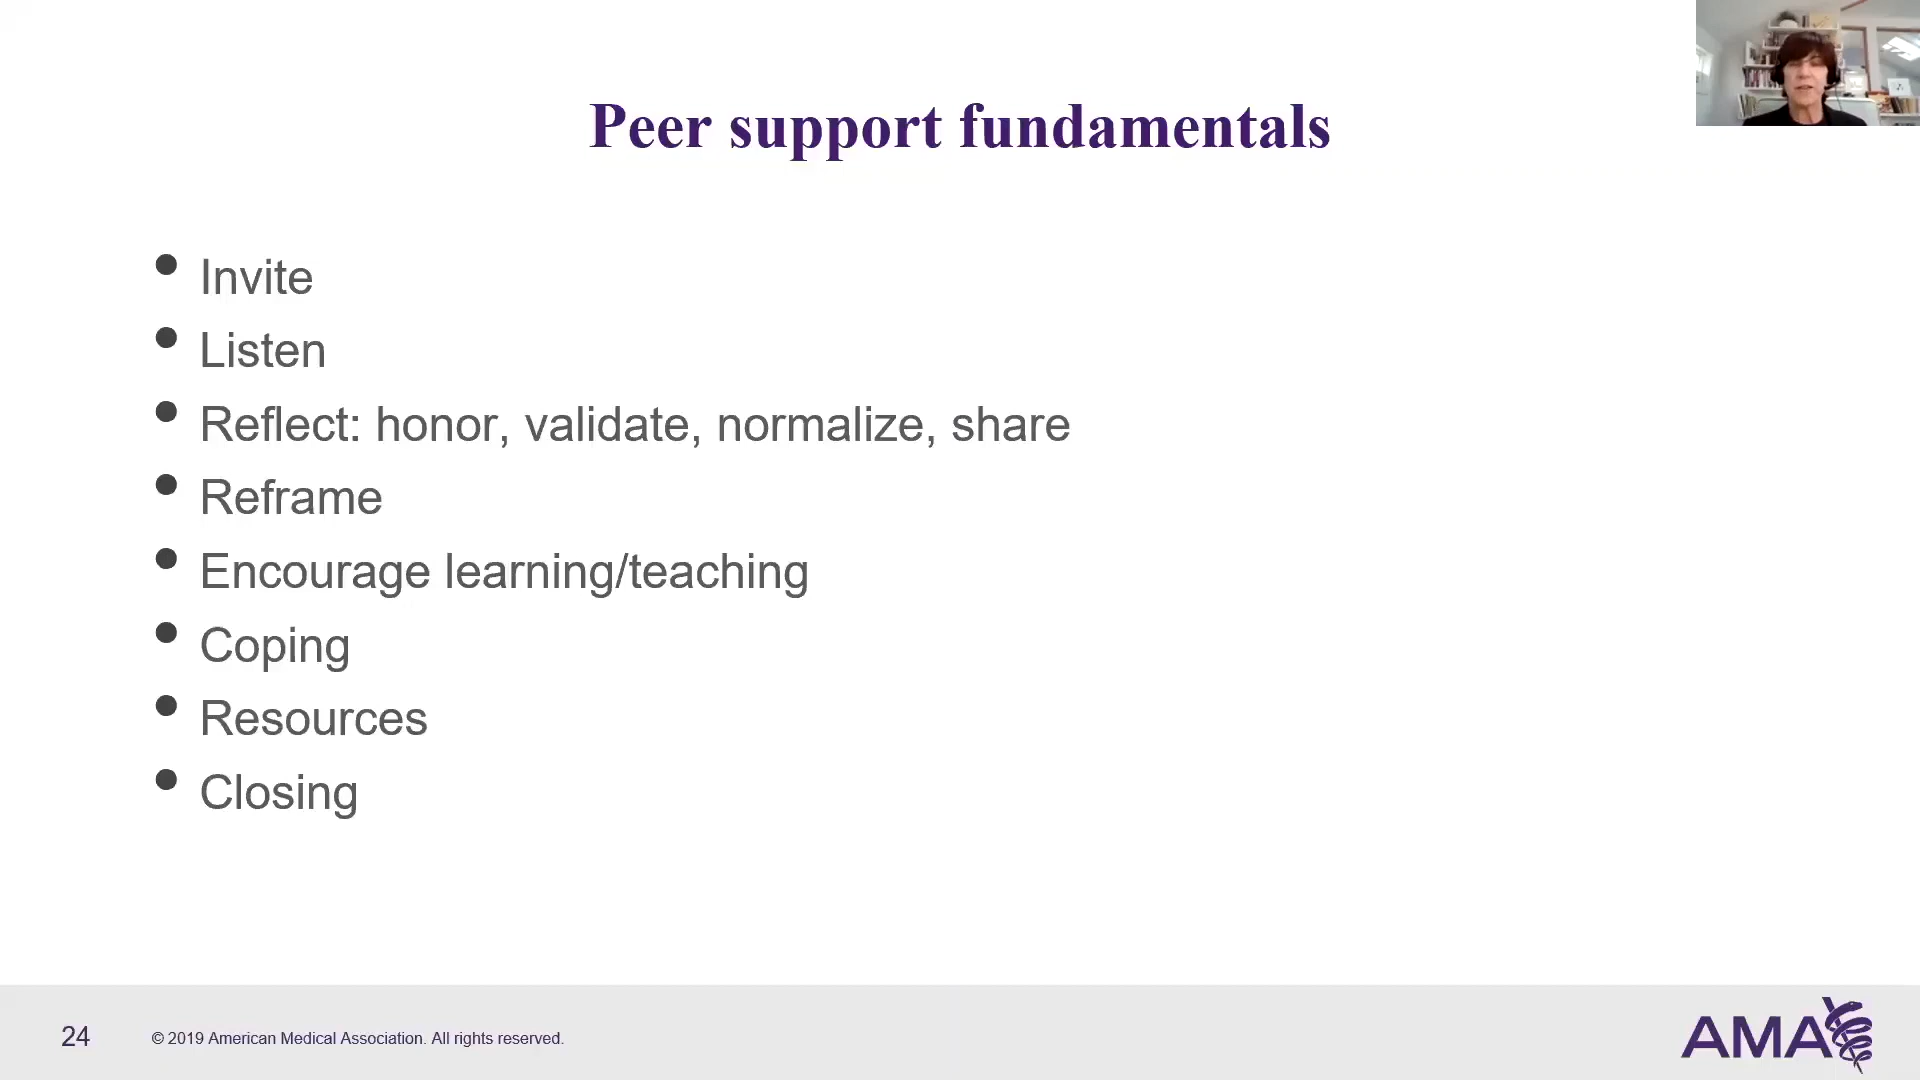 Peer support fundamentals
• Invite
• Listen
• Reflect: honor, validate, normalize, share
• Reframe
• Encourage learning/teaching
• Coping
• Resources
• Closing
24
© 2019 American Medical Association. All rights reserved.
AMA